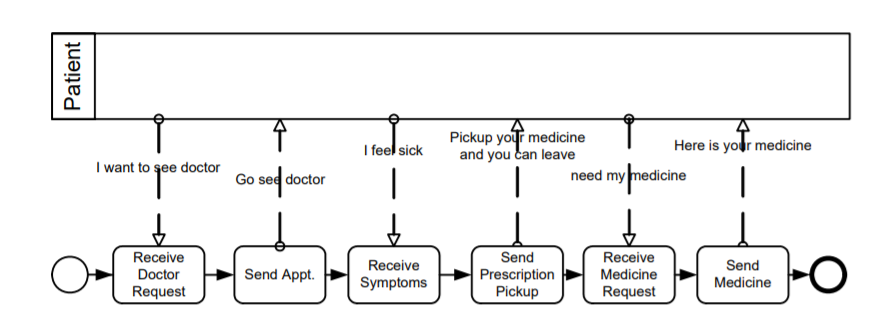 Patient
I want to see doctor
Go see doctor
I feel sick
Pickup your medicine
and you can leave
need my medicine
Here is your medicine
Receive
Doctor
Request
Send Appt.
Receive
Symptoms
Send
Prescription
Pickup
Receive
Medicine
Request
Send
Medicine